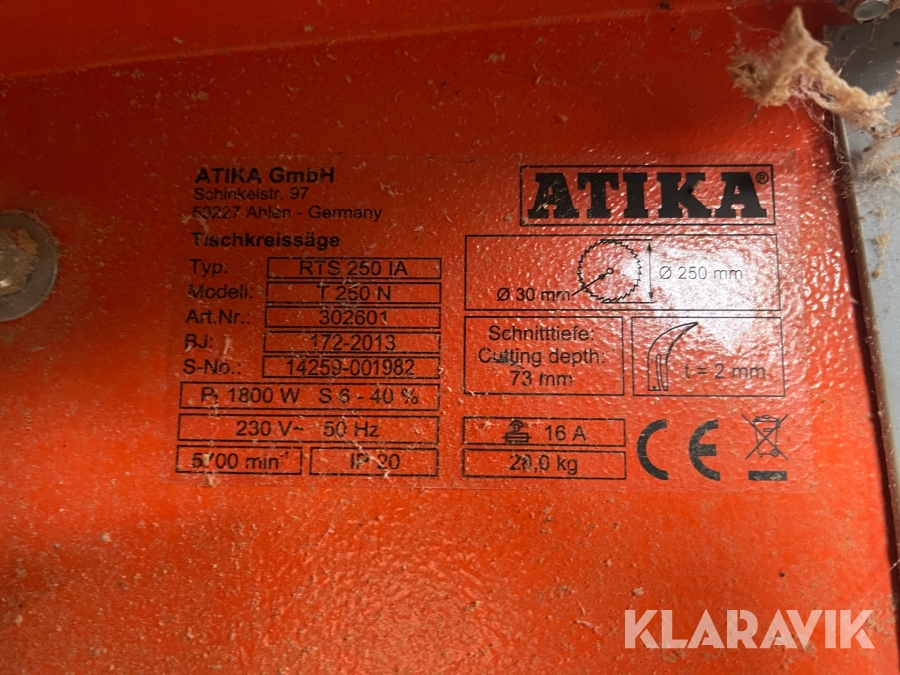 ATIKA GmbH
Schinkelstr. 97
59227 Ahlen - Germany
ATIKA®
Tischkreissäge
Typ: RTS 250 IA
Modell: T 250 N
Art.Nr.: 302601
BJ: 172-2013
S-No.: 14259-001982
P₁ 1800 W S 6 - 40 %
230 V~ 50 Hz
5700 min⁻¹ IP 20
Ø 30 mm Ø 250 mm
Schnitttiefe:
Cutting depth:
73 mm
t = 2 mm
16 A
,0 kg
CE
KLARAVIK